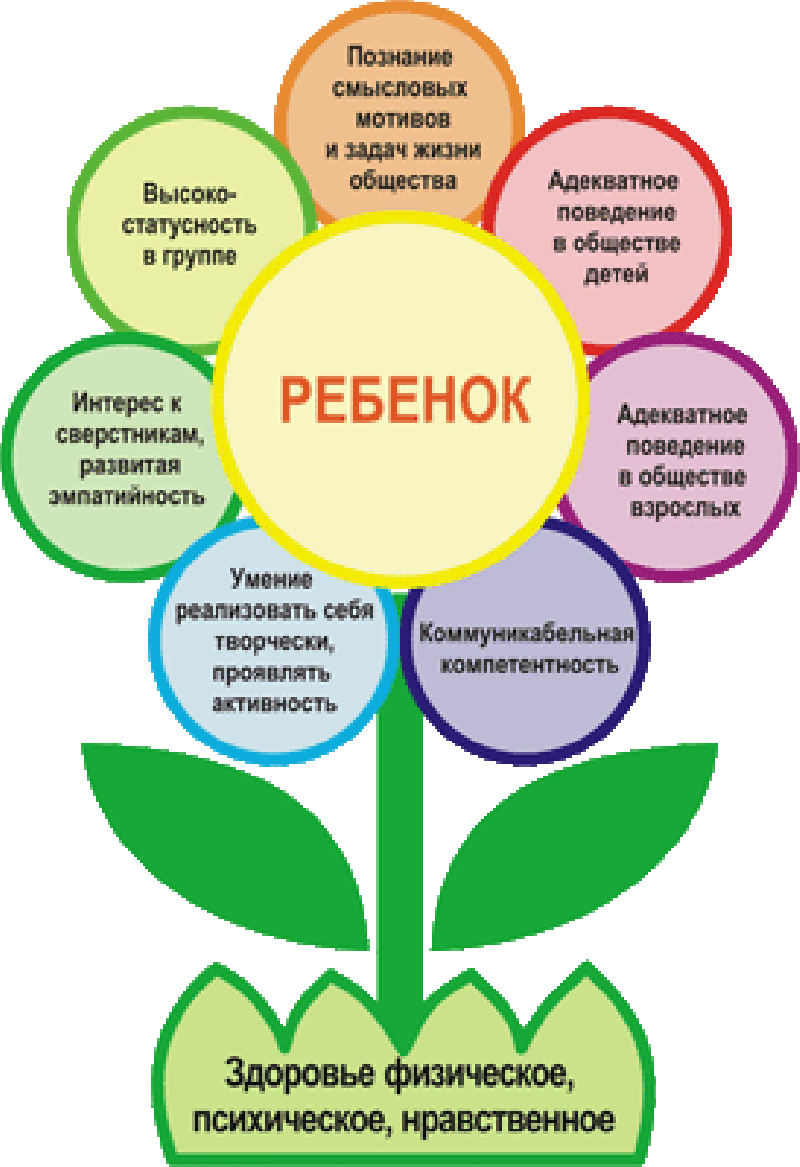 Познание
смысловых
мотивов
и задач жизни
общества
Высоко-
статусность
в группе
Адекватное
поведение
в обществе
детей
РЕБЕНОК
Интерес к
сверстникам,
развитая
эмпатийность
Адекватное
поведение
в обществе
взрослых
Умение
реализовать себя
творчески,
проявлять
активность
Коммуникабельная
компетентность
Здоровье физическое,
психическое, нравственное